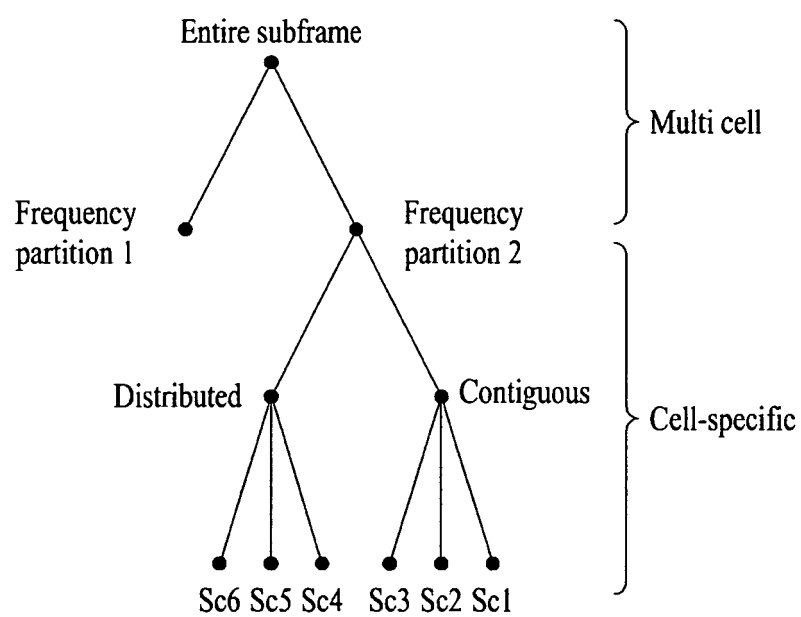 Entire subframe
Multi cell
Frequency
partition 1
Frequency
partition 2
Distributed
Contiguous
Cell-specific
Sc6 Sc5 Sc4 Sc3 Sc2 Sc1